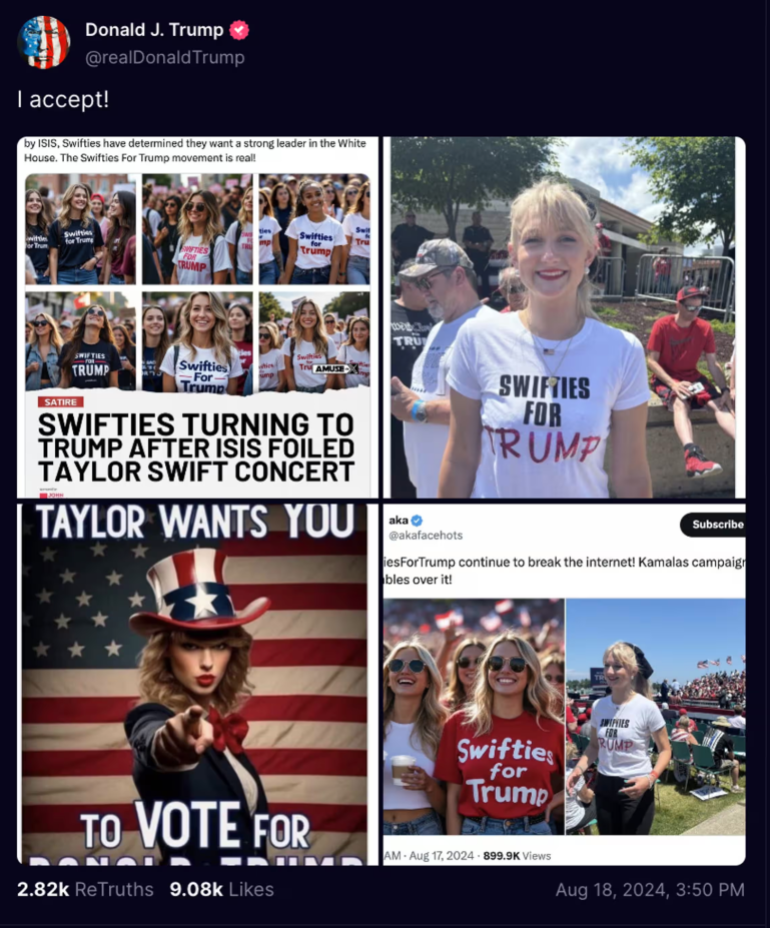 Donald J. Trump
@realDonaldTrump
I accept!
by ISIS, Swifties have determined they want a strong leader in the White
House. The Swifties For Trump movement is real!
Swifties
for Trump
SWIFTIES
FOR
TRUMP
Swifties
for
Trump
SWIFTIES
FOR
TRUMP
Swifties
For
Trump
AMUSE
SATIRE
SWIFTIES TURNING TO
TRUMP AFTER ISIS FOILED
TAYLOR SWIFT CONCERT
TRU
SWIFTIES
FOR
TRUMP
TAYLOR WANTS YOU
TO VOTE FOR
DONALD TRUMP
aka
@akafacehots
Subscribe
iesForTrump continue to break the internet! Kamalas campaign
bles over it!
Swifties
for
Trump
SWIFTIES
FOR
TRUMP
AM · Aug 17, 2024 · 899.9K Views
2.82k ReTruths 9.08k Likes
Aug 18, 2024, 3:50 PM